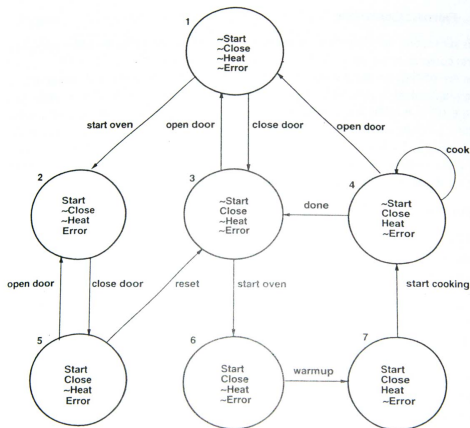 1
~Start
~Close
~Heat
~Error
start oven
open door
close door
open door
cook
2
Start
~Close
~Heat
Error
3
~Start
Close
~Heat
~Error
done
4
~Start
Close
Heat
~Error
open door
close door
reset
start oven
start cooking
5
Start
Close
~Heat
Error
6
Start
Close
~Heat
~Error
warmup
7
Start
Close
Heat
~Error